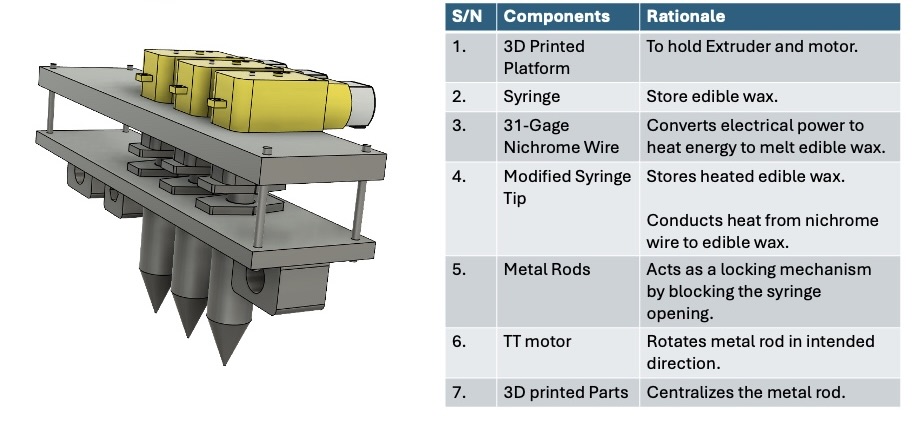 S/N Components Rationale
1. 3D Printed To hold Extruder and motor.
Platform
2. Syringe Store edible wax.
3. 31-Gage Converts electrical power to
Nichrome Wire heat energy to melt edible wax.
4. Modified Syringe Stores heated edible wax.
Tip
Conducts heat from nichrome
wire to edible wax.
5. Metal Rods Acts as a locking mechanism
by blocking the syringe
opening.
6. TT motor Rotates metal rod in intended
direction.
7. 3D printed Parts Centralizes the metal rod.